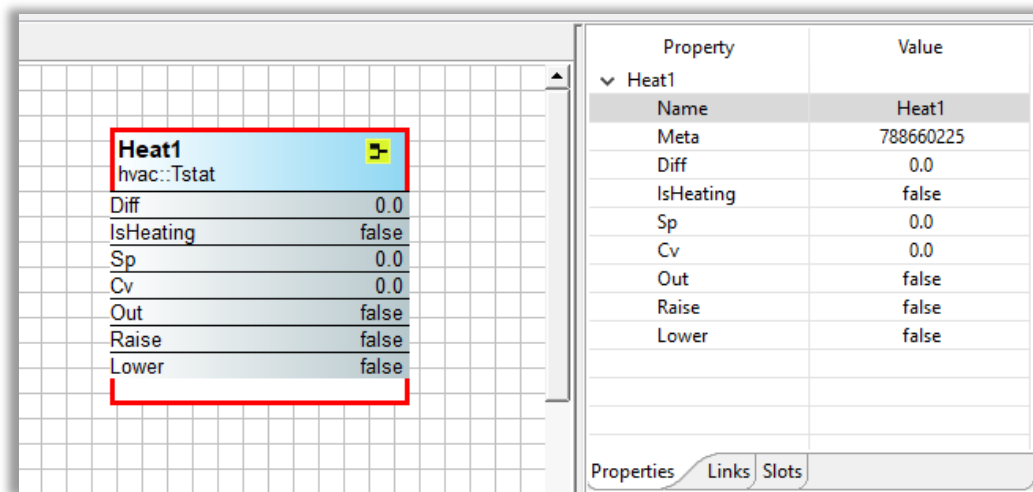 Heat1
hvac::Tstat
Diff 0.0
IsHeating false
Sp 0.0
Cv 0.0
Out false
Raise false
Lower false
Property Value
Heat1
Name Heat1
Meta 788660225
Diff 0.0
IsHeating false
Sp 0.0
Cv 0.0
Out false
Raise false
Lower false
Properties Links Slots